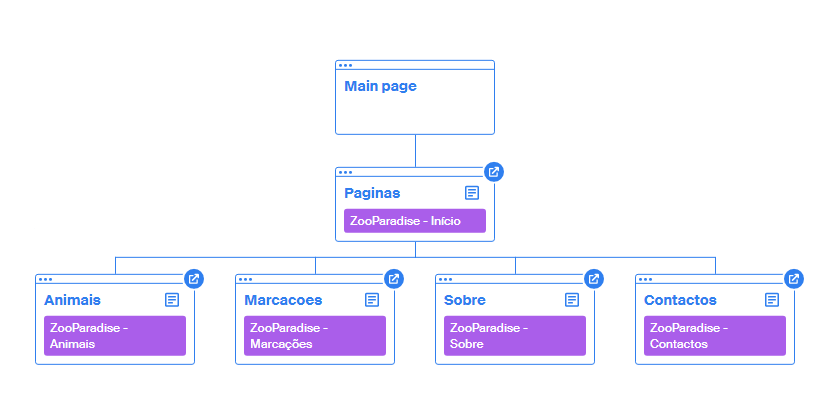 Main page
Paginas
ZooParadise - Início
Animais
ZooParadise -
Animais
Marcacoes
ZooParadise -
Marcações
Sobre
ZooParadise -
Sobre
Contactos
ZooParadise -
Contactos